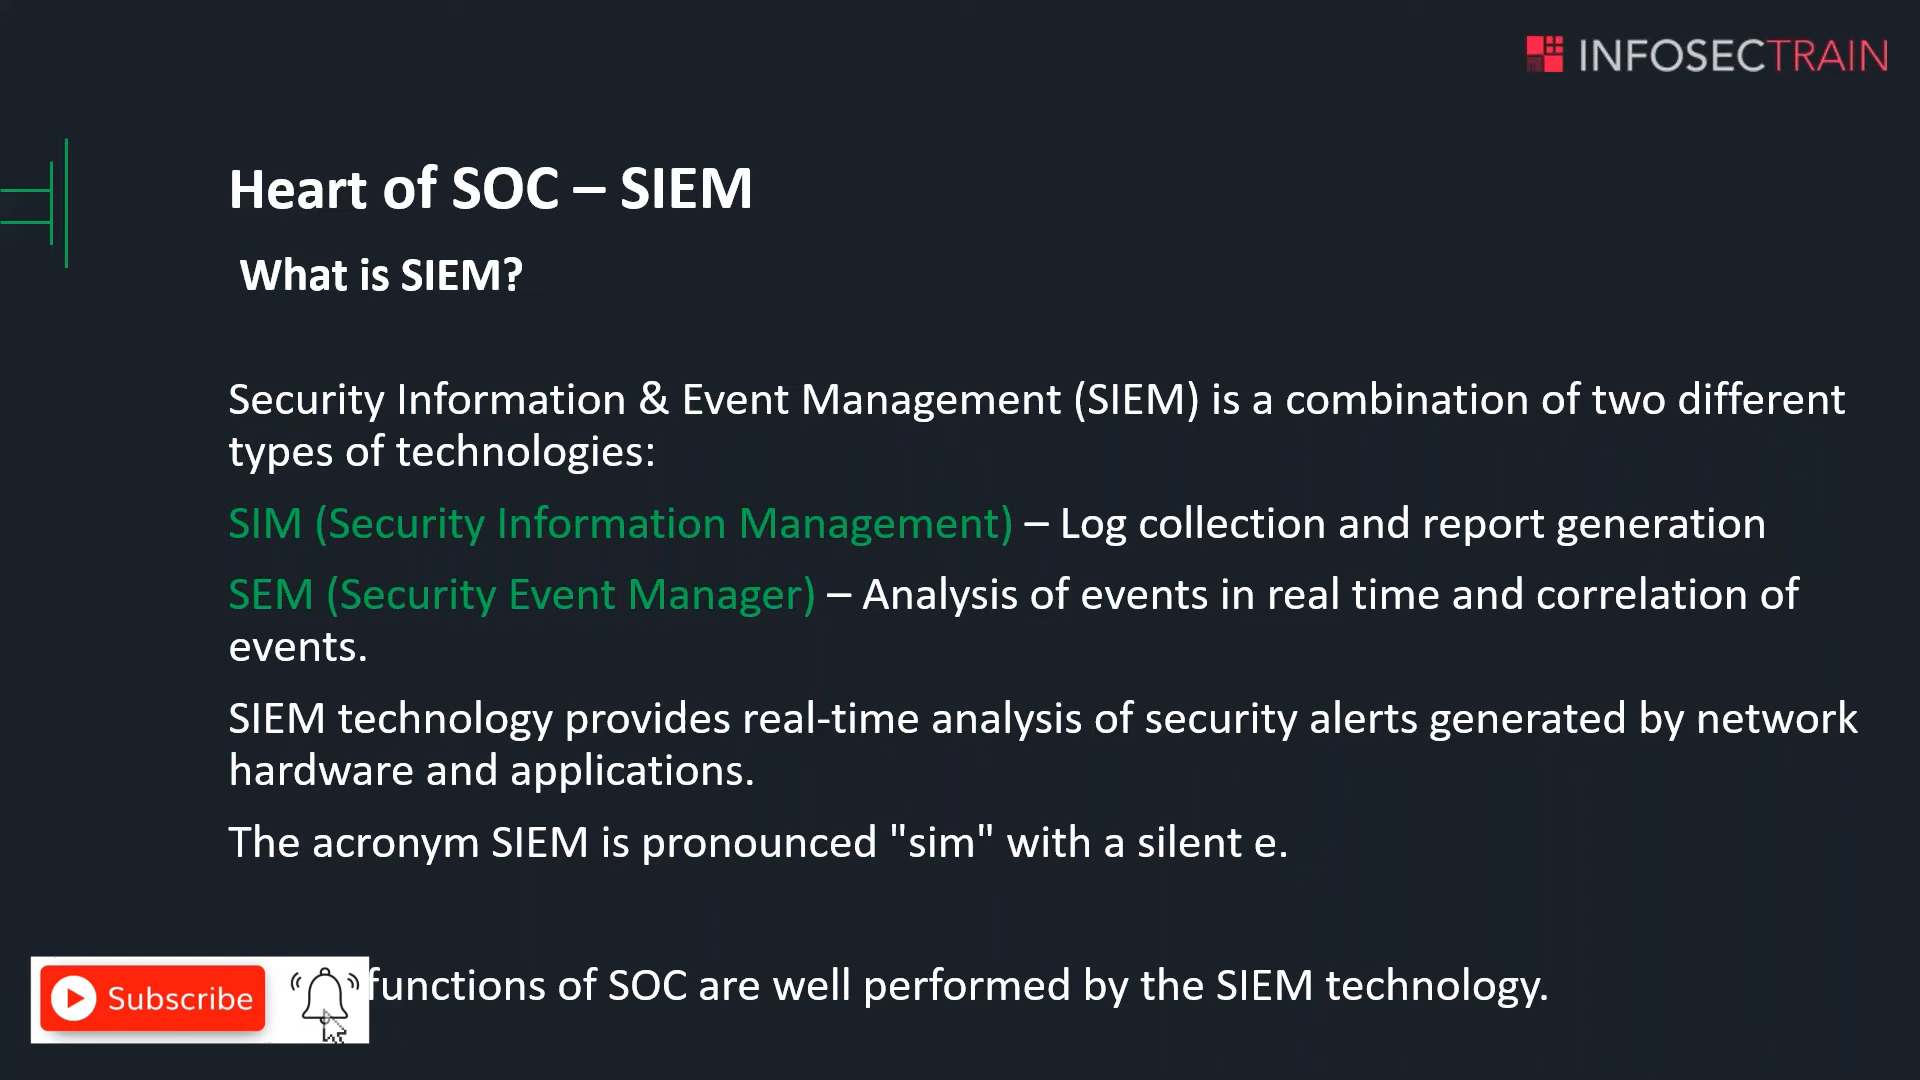 INFOSECTRAIN
Heart of SOC – SIEM
What is SIEM?
Security Information & Event Management (SIEM) is a combination of two different
types of technologies:
SIM (Security Information Management) – Log collection and report generation
SEM (Security Event Manager) – Analysis of events in real time and correlation of
events.
SIEM technology provides real-time analysis of security alerts generated by network
hardware and applications.
The acronym SIEM is pronounced "sim" with a silent e.
functions of SOC are well performed by the SIEM technology.
Subscribe